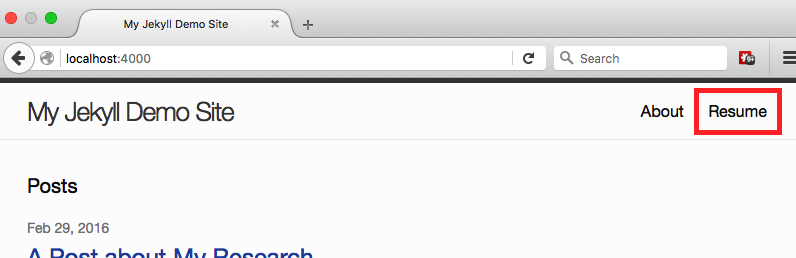 My Jekyll Demo Site
localhost:4000
Search
My Jekyll Demo Site
About
Resume
Posts
Feb 29, 2016
A Post about My Research